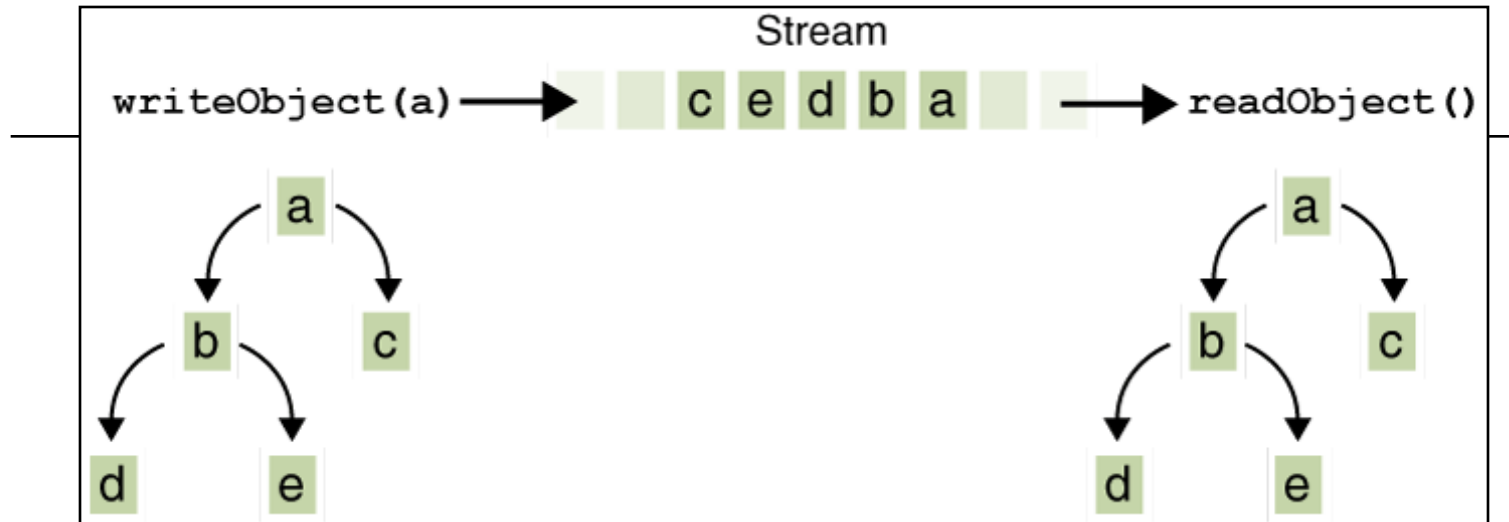 Stream
writeObject(a) c e d b a readObject()
a a
b c b c
d e d e